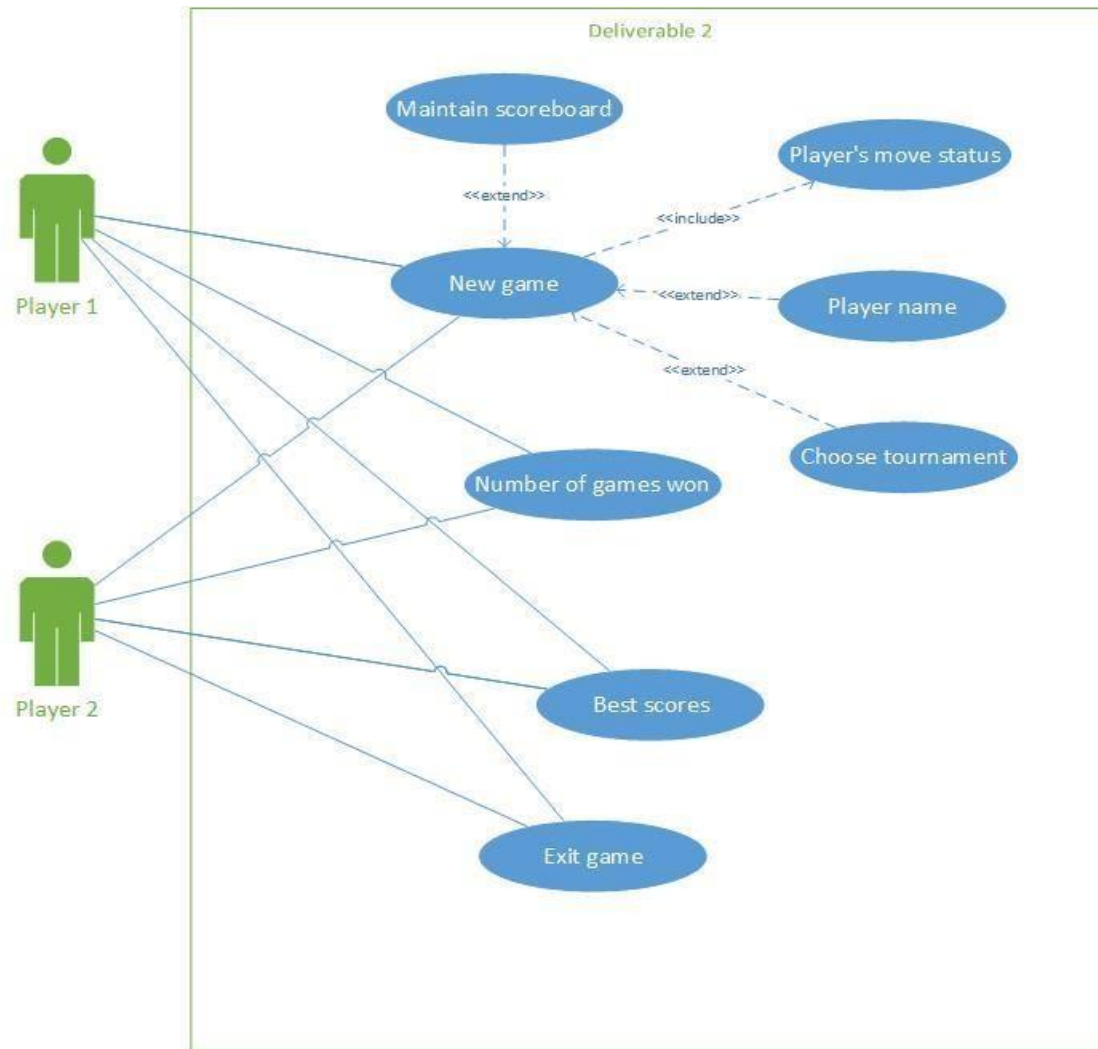 Deliverable 2
Maintain scoreboard
Player's move status
<<extend>>
<<include>>
New game
Player 1
<<extend>>
Player name
<<extend>>
Choose tournament
Number of games won
Player 2
Best scores
Exit game